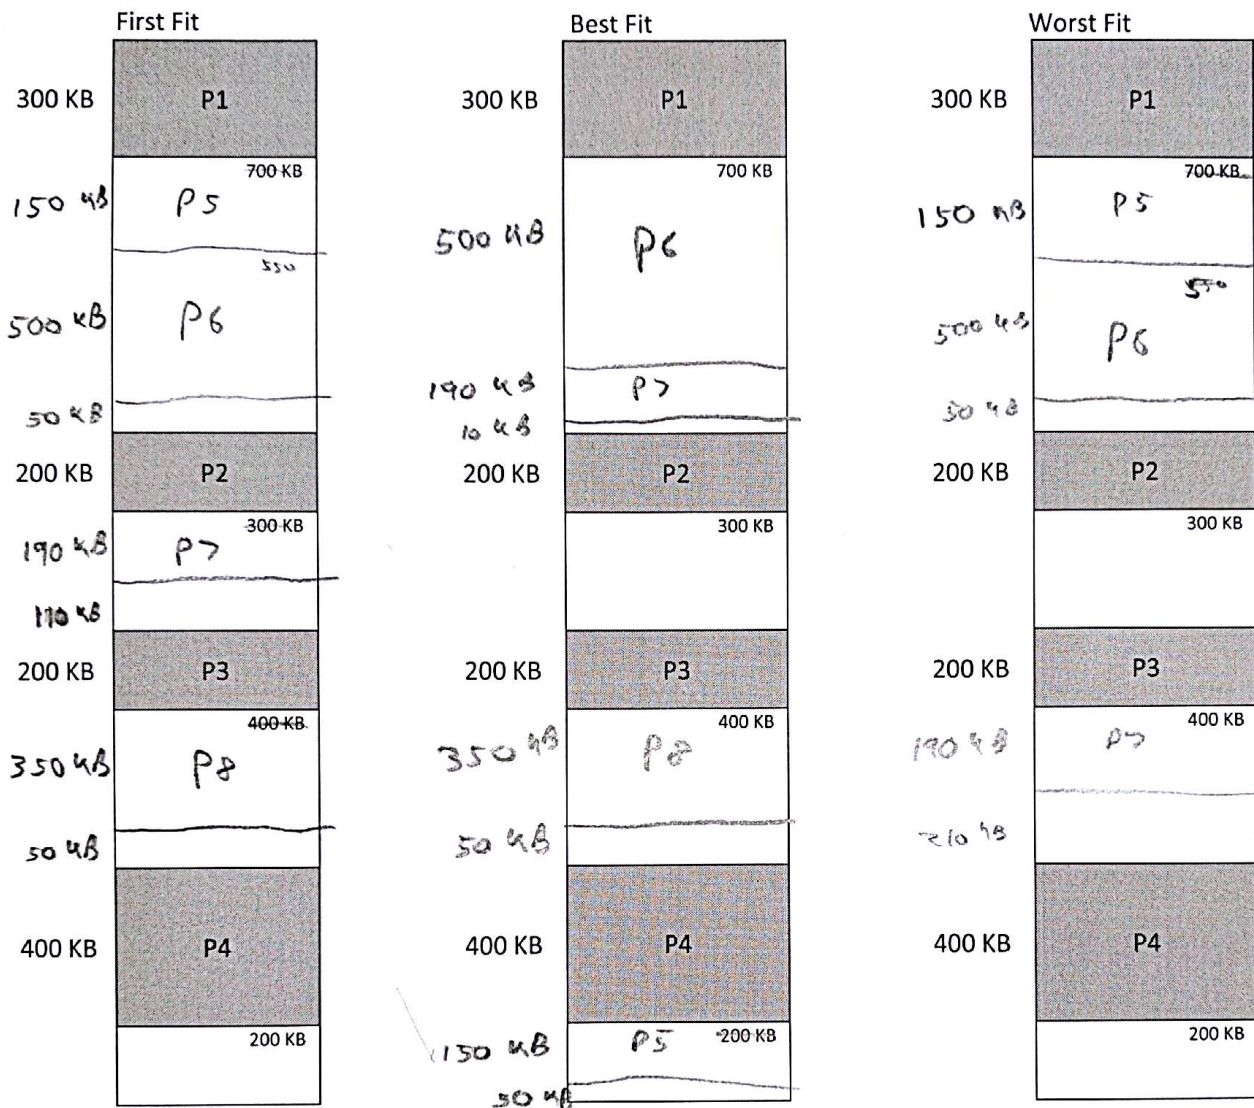 First Fit
300 KB P1
700 KB
150 KB P5
550
500 KB P6
50 KB
200 KB P2
300 KB
190 KB P7
110 KB
200 KB P3
400 KB
350 KB P8
50 KB
400 KB P4
200 KB
Best Fit
300 KB P1
700 KB
500 KB P6
190 KB P7
10 KB
200 KB P2
300 KB
200 KB P3
400 KB
350 KB P8
50 KB
400 KB P4
200 KB
150 KB P5
50 KB
Worst Fit
300 KB P1
700 KB
150 KB P5
550
500 KB P6
50 KB
200 KB P2
300 KB
200 KB P3
400 KB
190 KB P7
210 KB
400 KB P4
200 KB